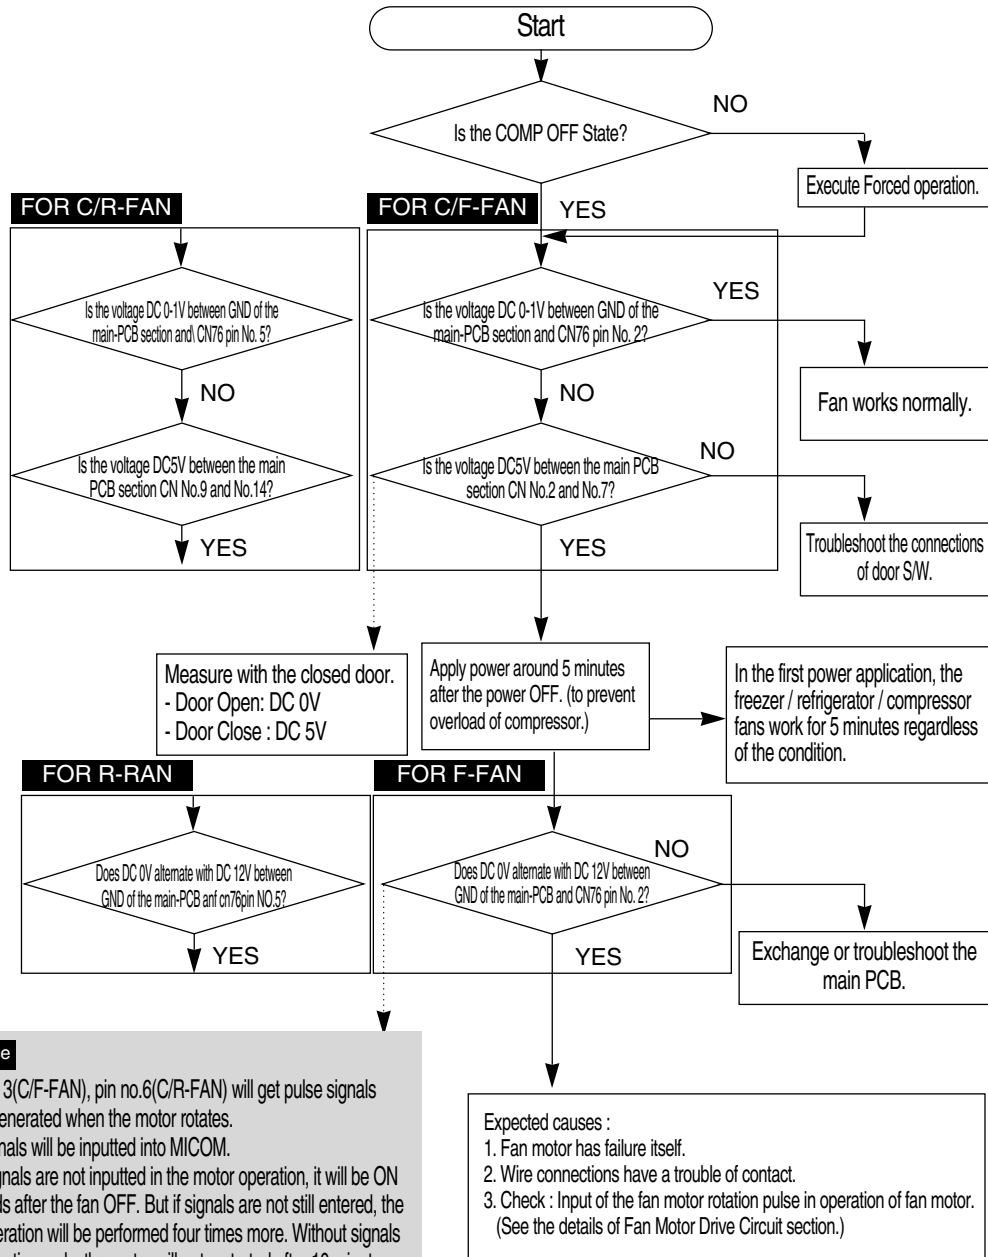 Start
Is the COMP OFF State?
NO
Execute Forced operation.
YES
FOR C/R-FAN
FOR C/F-FAN
Is the voltage DC 0-1V between GND of the
main-PCB section and\ CN76 pin No. 5?
NO
Is the voltage DC5V between the main
PCB section CN No.9 and No.14?
YES
Is the voltage DC 0-1V between GND of the
main-PCB section and CN76 pin No. 2?
YES
Fan works normally.
NO
Is the voltage DC5V between the main PCB
section CN No.2 and No.7?
NO
Troubleshoot the connections
of door S/W.
YES
Measure with the closed door.
- Door Open: DC 0V
- Door Close : DC 5V
Apply power around 5 minutes
after the power OFF. (to prevent
overload of compressor.)
In the first power application, the
freezer / refrigerator / compressor
fans work for 5 minutes regardless
of the condition.
FOR R-RAN
FOR F-FAN
Does DC 0V alternate with DC 12V between
GND of the main-PCB anf cn76pin NO.5?
YES
Does DC 0V alternate with DC 12V between
GND of the main-PCB and CN76 pin No. 2?
NO
Exchange or troubleshoot the
main PCB.
YES
e
3(C/F-FAN), pin no.6(C/R-FAN) will get pulse signals
enerated when the motor rotates.
nals will be inputted into MICOM.
gnals are not inputted in the motor operation, it will be ON
ds after the fan OFF. But if signals are not still entered, the
eration will be performed four times more. Without signals
Expected causes :
1. Fan motor has failure itself.
2. Wire connections have a trouble of contact.
3. Check : Input of the fan motor rotation pulse in operation of fan motor.
(See the details of Fan Motor Drive Circuit section.)